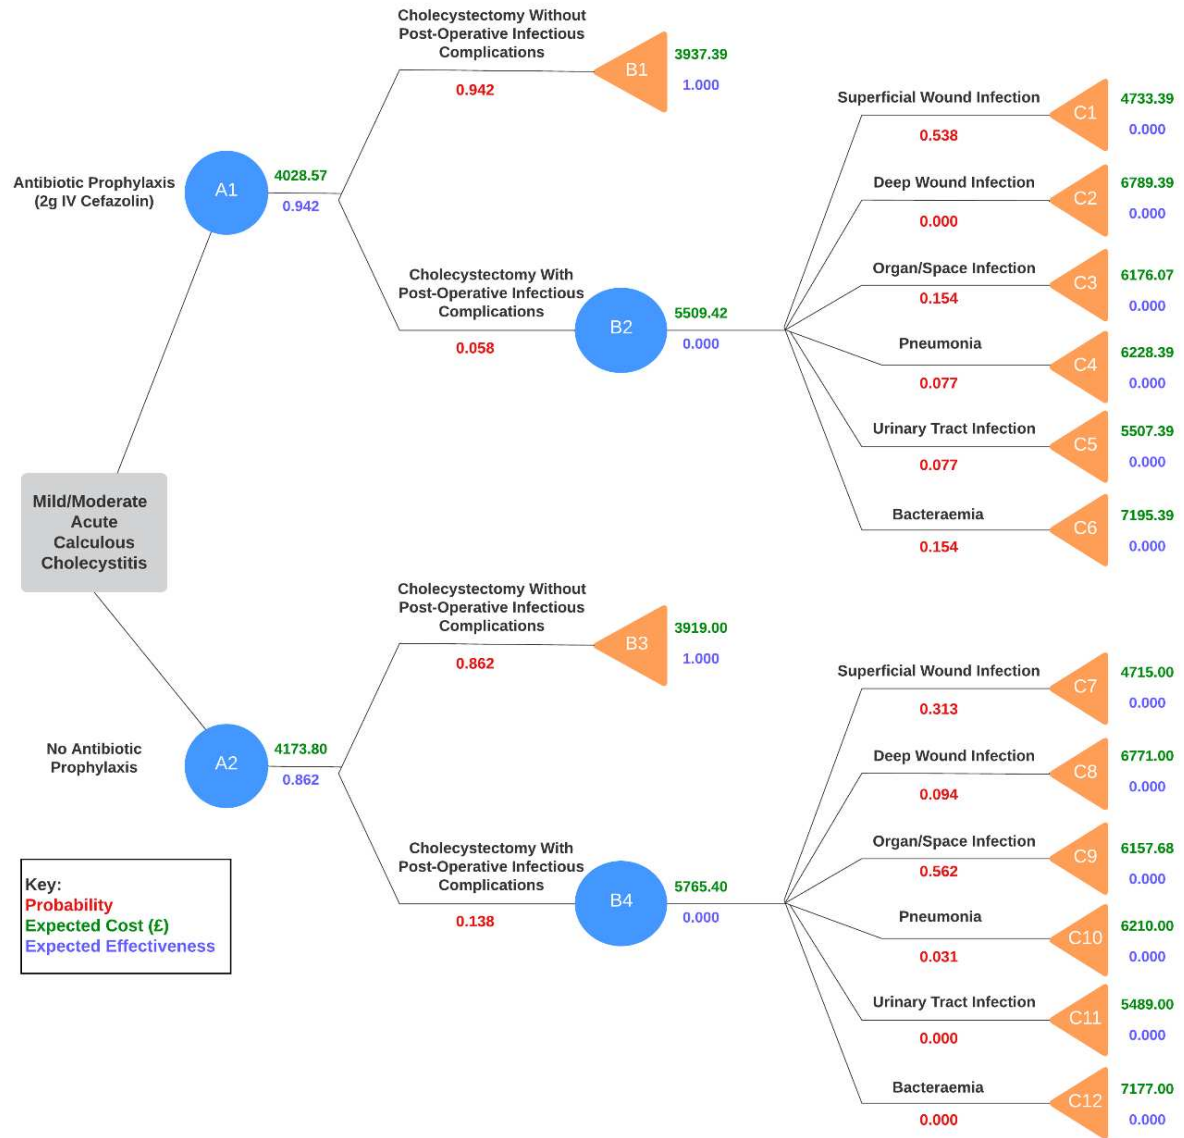 Cholecystectomy Without
Post-Operative Infectious
Complications
B1
3937.39
1.000
0.942
Antibiotic Prophylaxis
(2g IV Cefazolin)
A1
4028.57
0.942
Cholecystectomy With
Post-Operative Infectious
Complications
0.058
B2
5509.42
0.000
Superficial Wound Infection
0.538
C1
4733.39
0.000
Deep Wound Infection
0.000
C2
6789.39
0.000
Organ/Space Infection
0.154
C3
6176.07
0.000
Pneumonia
0.077
C4
6228.39
0.000
Urinary Tract Infection
0.077
C5
5507.39
0.000
Bacteraemia
0.154
C6
7195.39
0.000
Mild/Moderate
Acute
Calculous
Cholecystitis
Cholecystectomy Without
Post-Operative Infectious
Complications
0.862
B3
3919.00
1.000
No Antibiotic
Prophylaxis
A2
4173.80
0.862
Cholecystectomy With
Post-Operative Infectious
Complications
0.138
B4
5765.40
0.000
Superficial Wound Infection
0.313
C7
4715.00
0.000
Deep Wound Infection
0.094
C8
6771.00
0.000
Organ/Space Infection
0.562
C9
6157.68
0.000
Pneumonia
0.031
C10
6210.00
0.000
Urinary Tract Infection
0.000
C11
5489.00
0.000
Bacteraemia
0.000
C12
7177.00
0.000
Key:
Probability
Expected Cost (£)
Expected Effectiveness